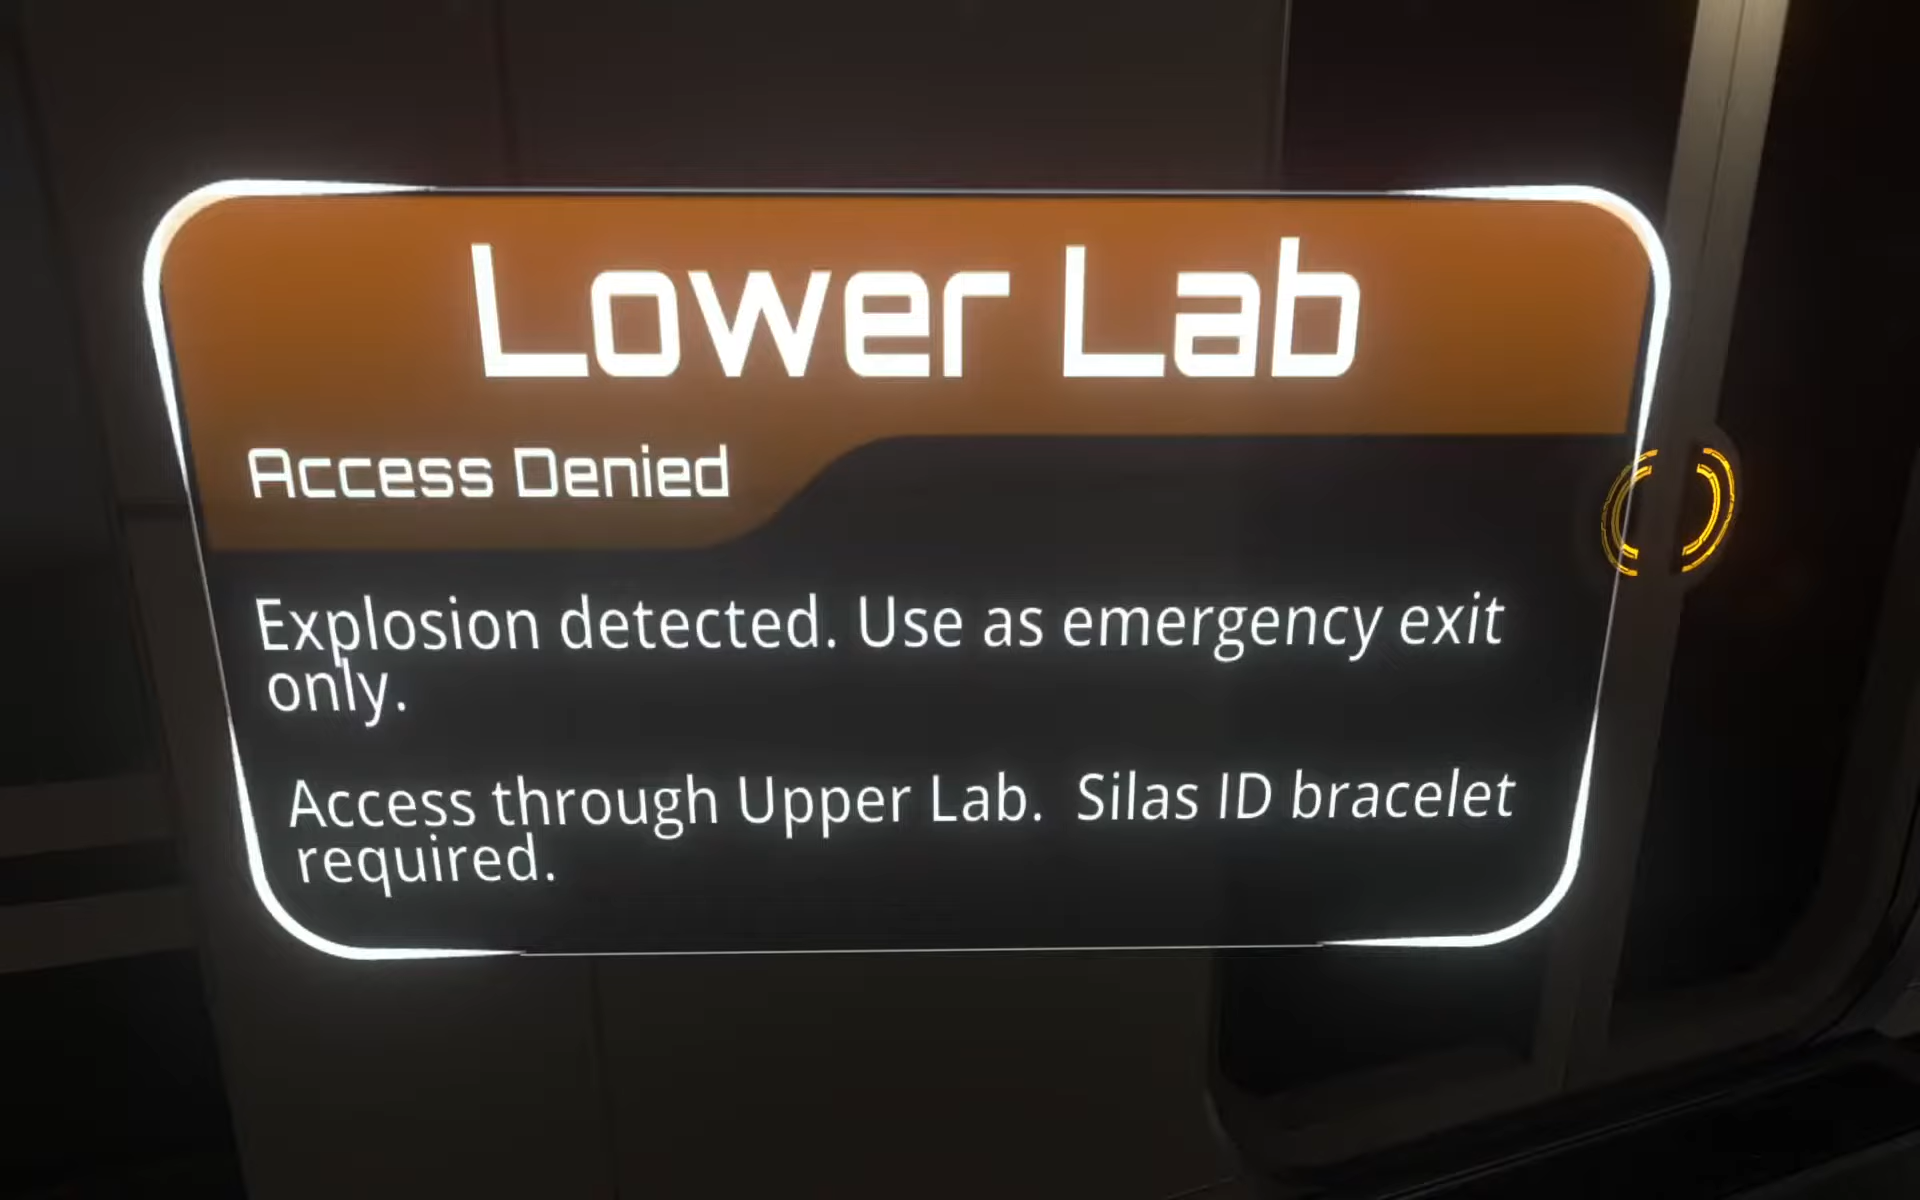 Lower Lab
Access Denied
Explosion detected. Use as emergency exit
only.
Access through Upper Lab.  Silas ID bracelet
required.